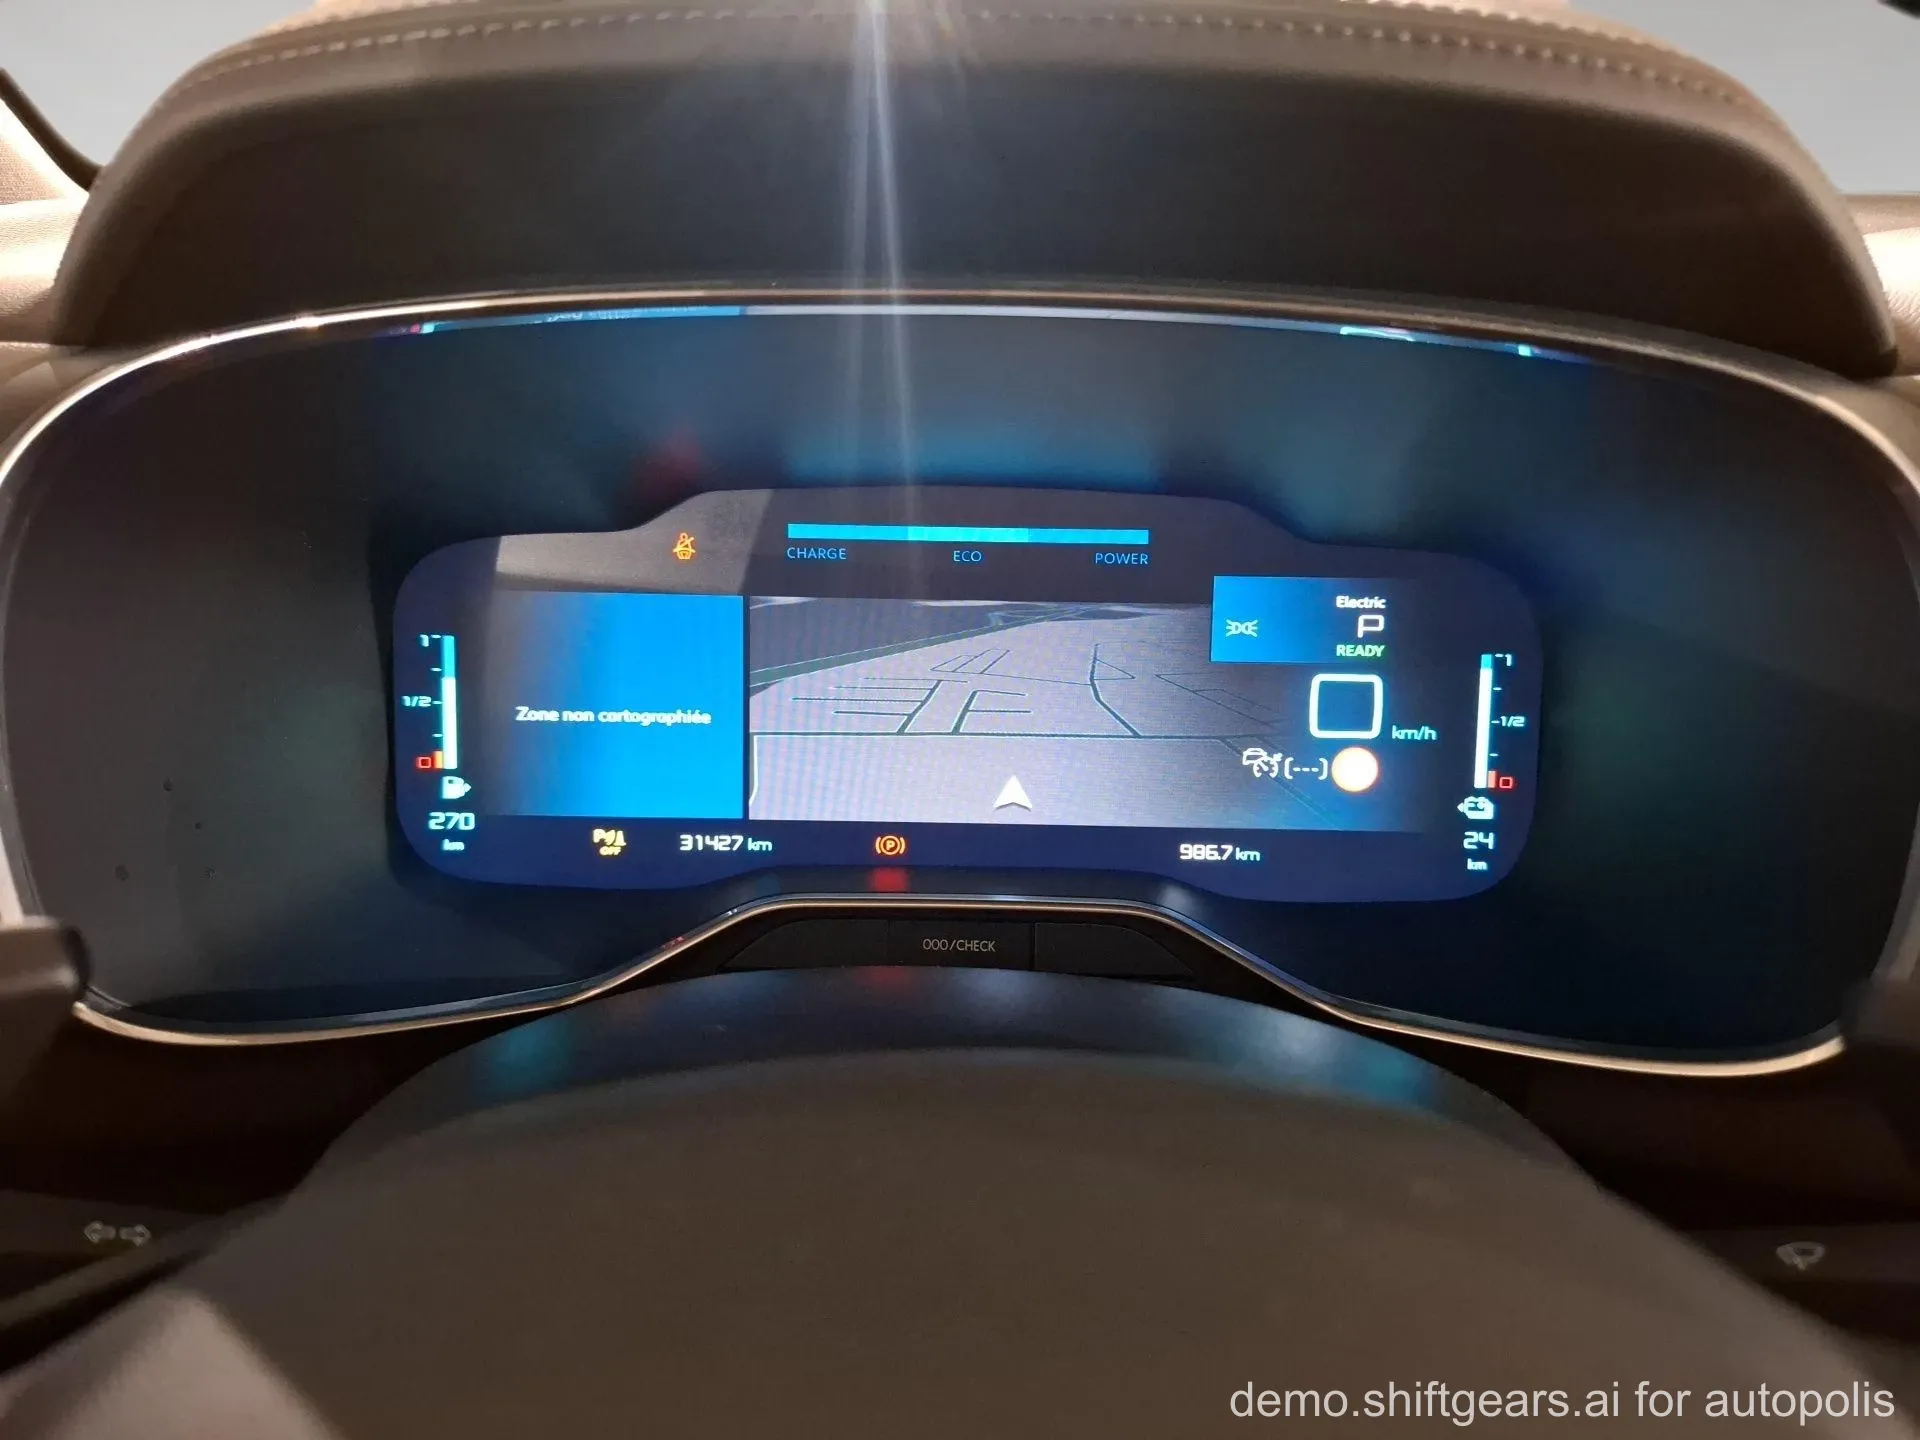 CHARGE ECO POWER
Electric
P
READY
1
1/2
0
Zone non cartographiée
km/h
(---)
1
1/2
0
270
km
P
OFF
31427 km
(P)
986.7 km
24
km
000/CHECK
demo.shiftgears.ai for autopolis